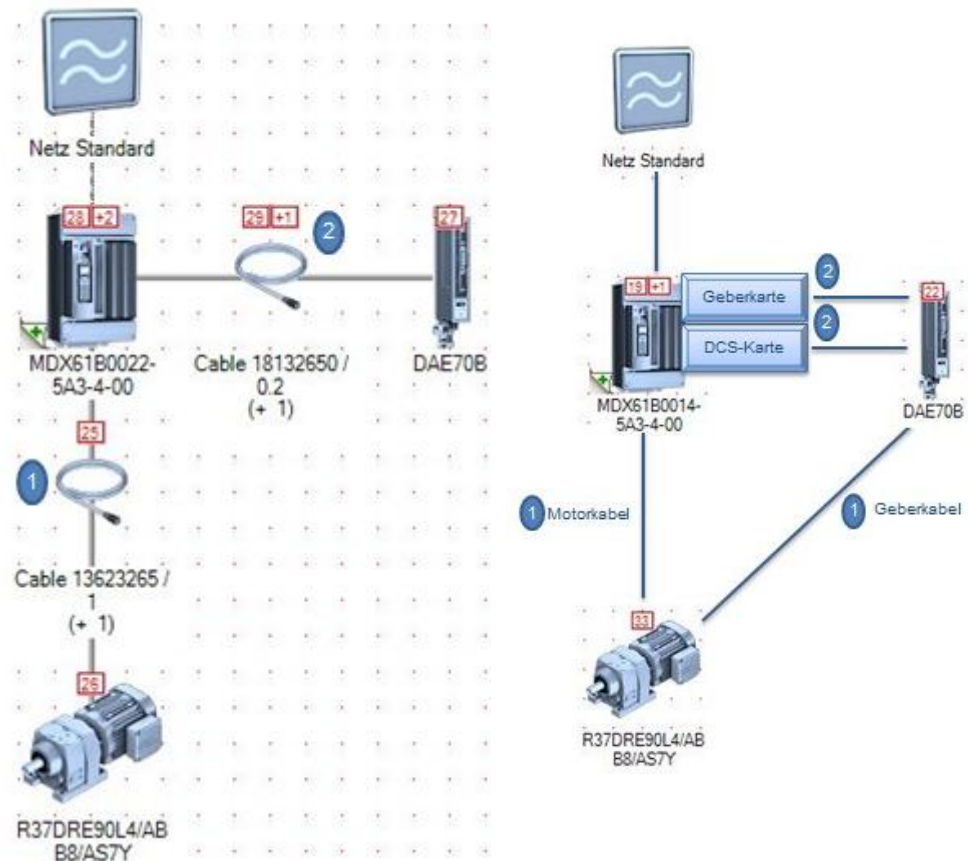 Netz Standard
28 +2
29 +1
2
27
MDX61B0022-
5A3-4-00
Cable 18132650 /
0.2
(+ 1)
DAE70B
25
1
Cable 13623265 /
1
(+ 1)
26
R37DRE90L4/AB
B8/AS7Y
Netz Standard
19 +1
Geberkarte
2
22
DCS-Karte
2
MDX61B0014-
5A3-4-00
DAE70B
1 Motorkabel
1 Geberkabel
33
R37DRE90L4/AB
B8/AS7Y